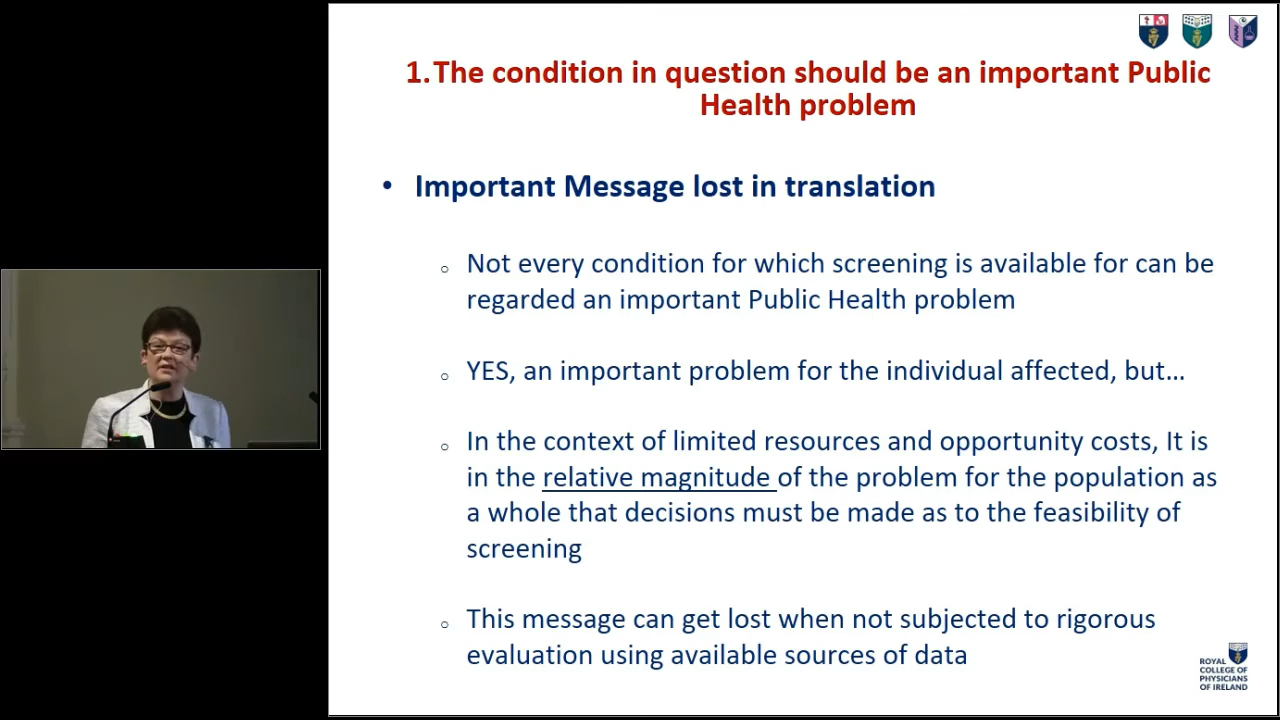 1. The condition in question should be an important Public
Health problem
• Important Message lost in translation
○ Not every condition for which screening is available for can be
regarded an important Public Health problem
○ YES, an important problem for the individual affected, but…
○ In the context of limited resources and opportunity costs, It is
in the relative magnitude of the problem for the population as
a whole that decisions must be made as to the feasibility of
screening
○ This message can get lost when not subjected to rigorous
evaluation using available sources of data
ROYAL
COLLEGE OF
PHYSICIANS
OF IRELAND